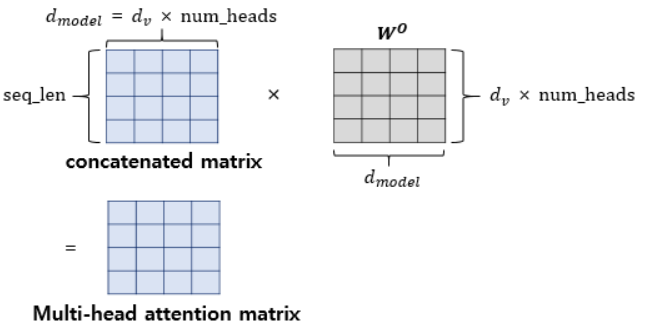 d_model = d_v × num_heads
W^O
seq_len
×
d_v × num_heads
concatenated matrix
d_model
=
Multi-head attention matrix